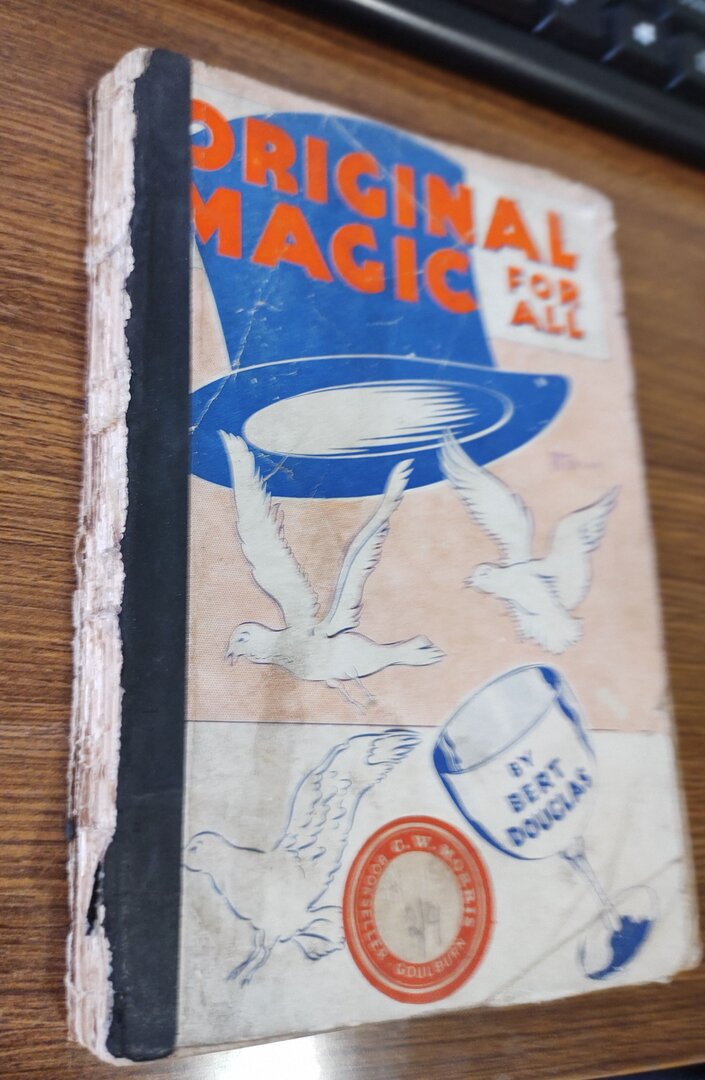 ORIGINAL
MAGIC
FOR
ALL
BY
BERT
DOUGLAS
C. W. MORRIS
BOOKSELLER
GOULBURN